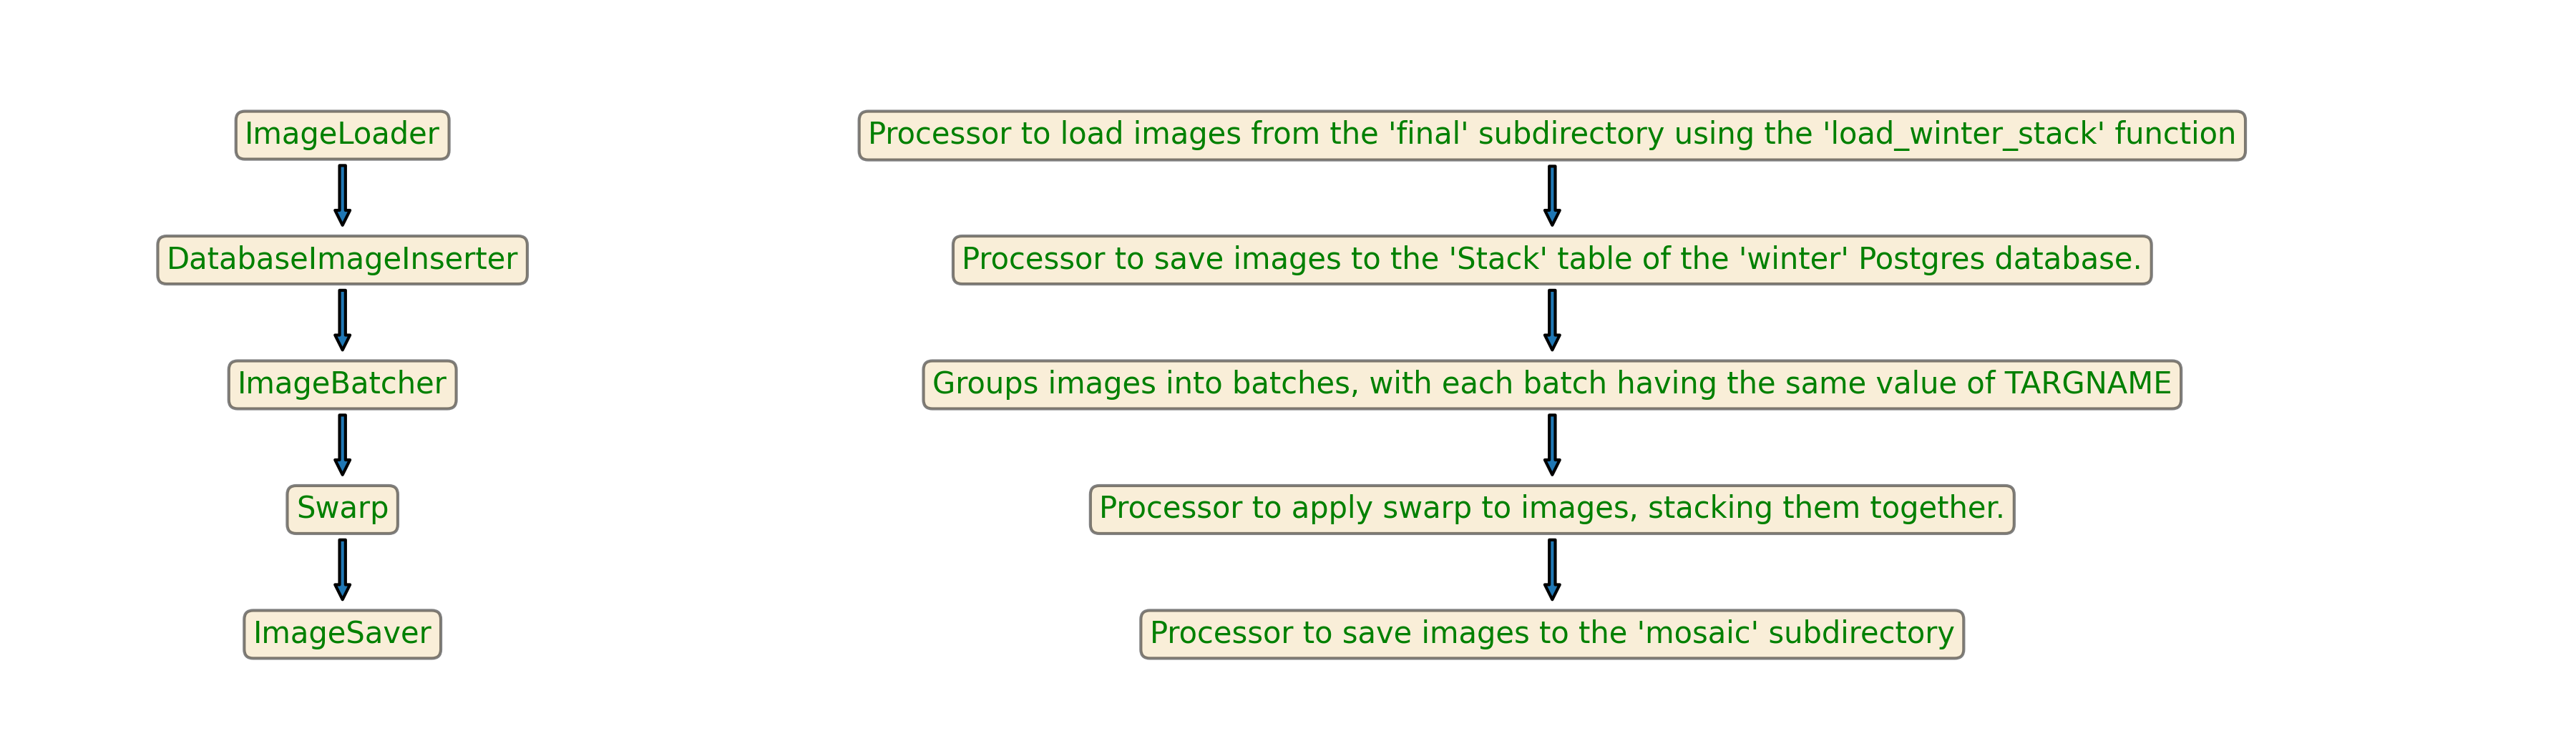 ImageLoader
Processor to load images from the 'final' subdirectory using the 'load_winter_stack' function
DatabaseImageInserter
Processor to save images to the 'Stack' table of the 'winter' Postgres database.
ImageBatcher
Groups images into batches, with each batch having the same value of TARGNAME
Swarp
Processor to apply swarp to images, stacking them together.
ImageSaver
Processor to save images to the 'mosaic' subdirectory